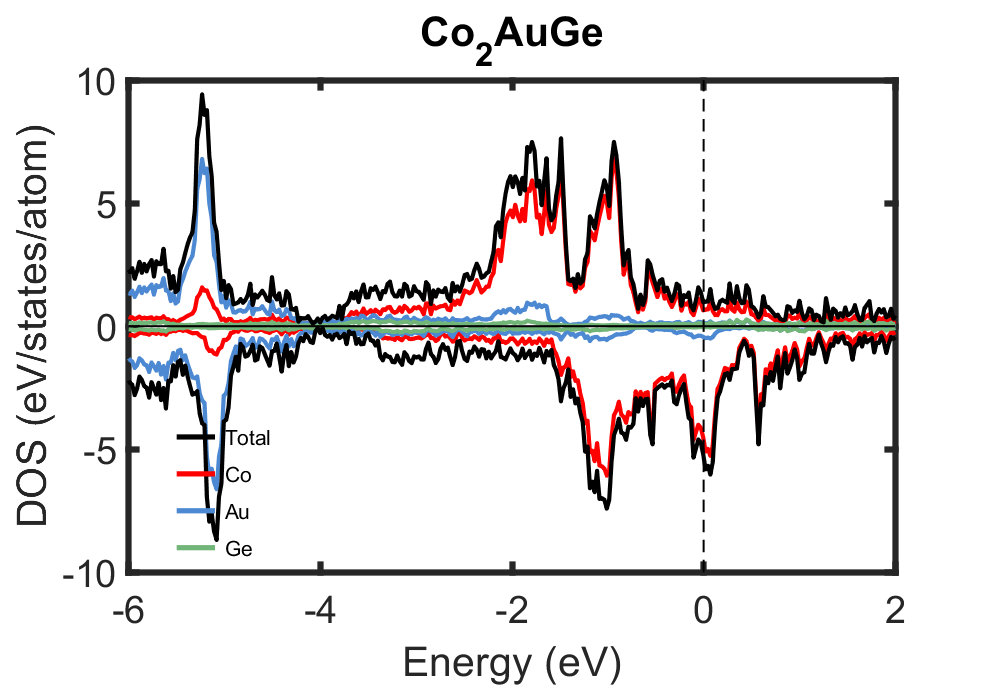 Co₂AuGe
DOS (eV/states/atom)
10
5
0
-5
-10
Total
Co
Au
Ge
-6 -4 -2 0 2
Energy (eV)